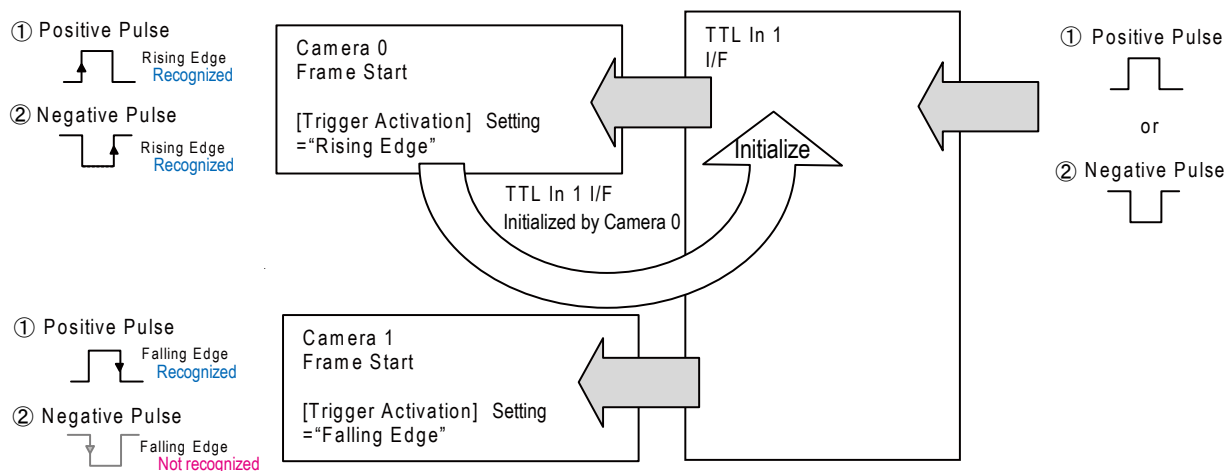 ① Positive Pulse
Rising Edge
Recognized
② Negative Pulse
Rising Edge
Recognized
Camera 0
Frame Start
[Trigger Activation] Setting
=“Rising Edge”
TTL In 1
I/F
Initialize
TTL In 1 I/F
Initialized by Camera 0
① Positive Pulse
or
② Negative Pulse
① Positive Pulse
Falling Edge
Recognized
② Negative Pulse
Falling Edge
Not recognized
Camera 1
Frame Start
[Trigger Activation] Setting
=“Falling Edge”